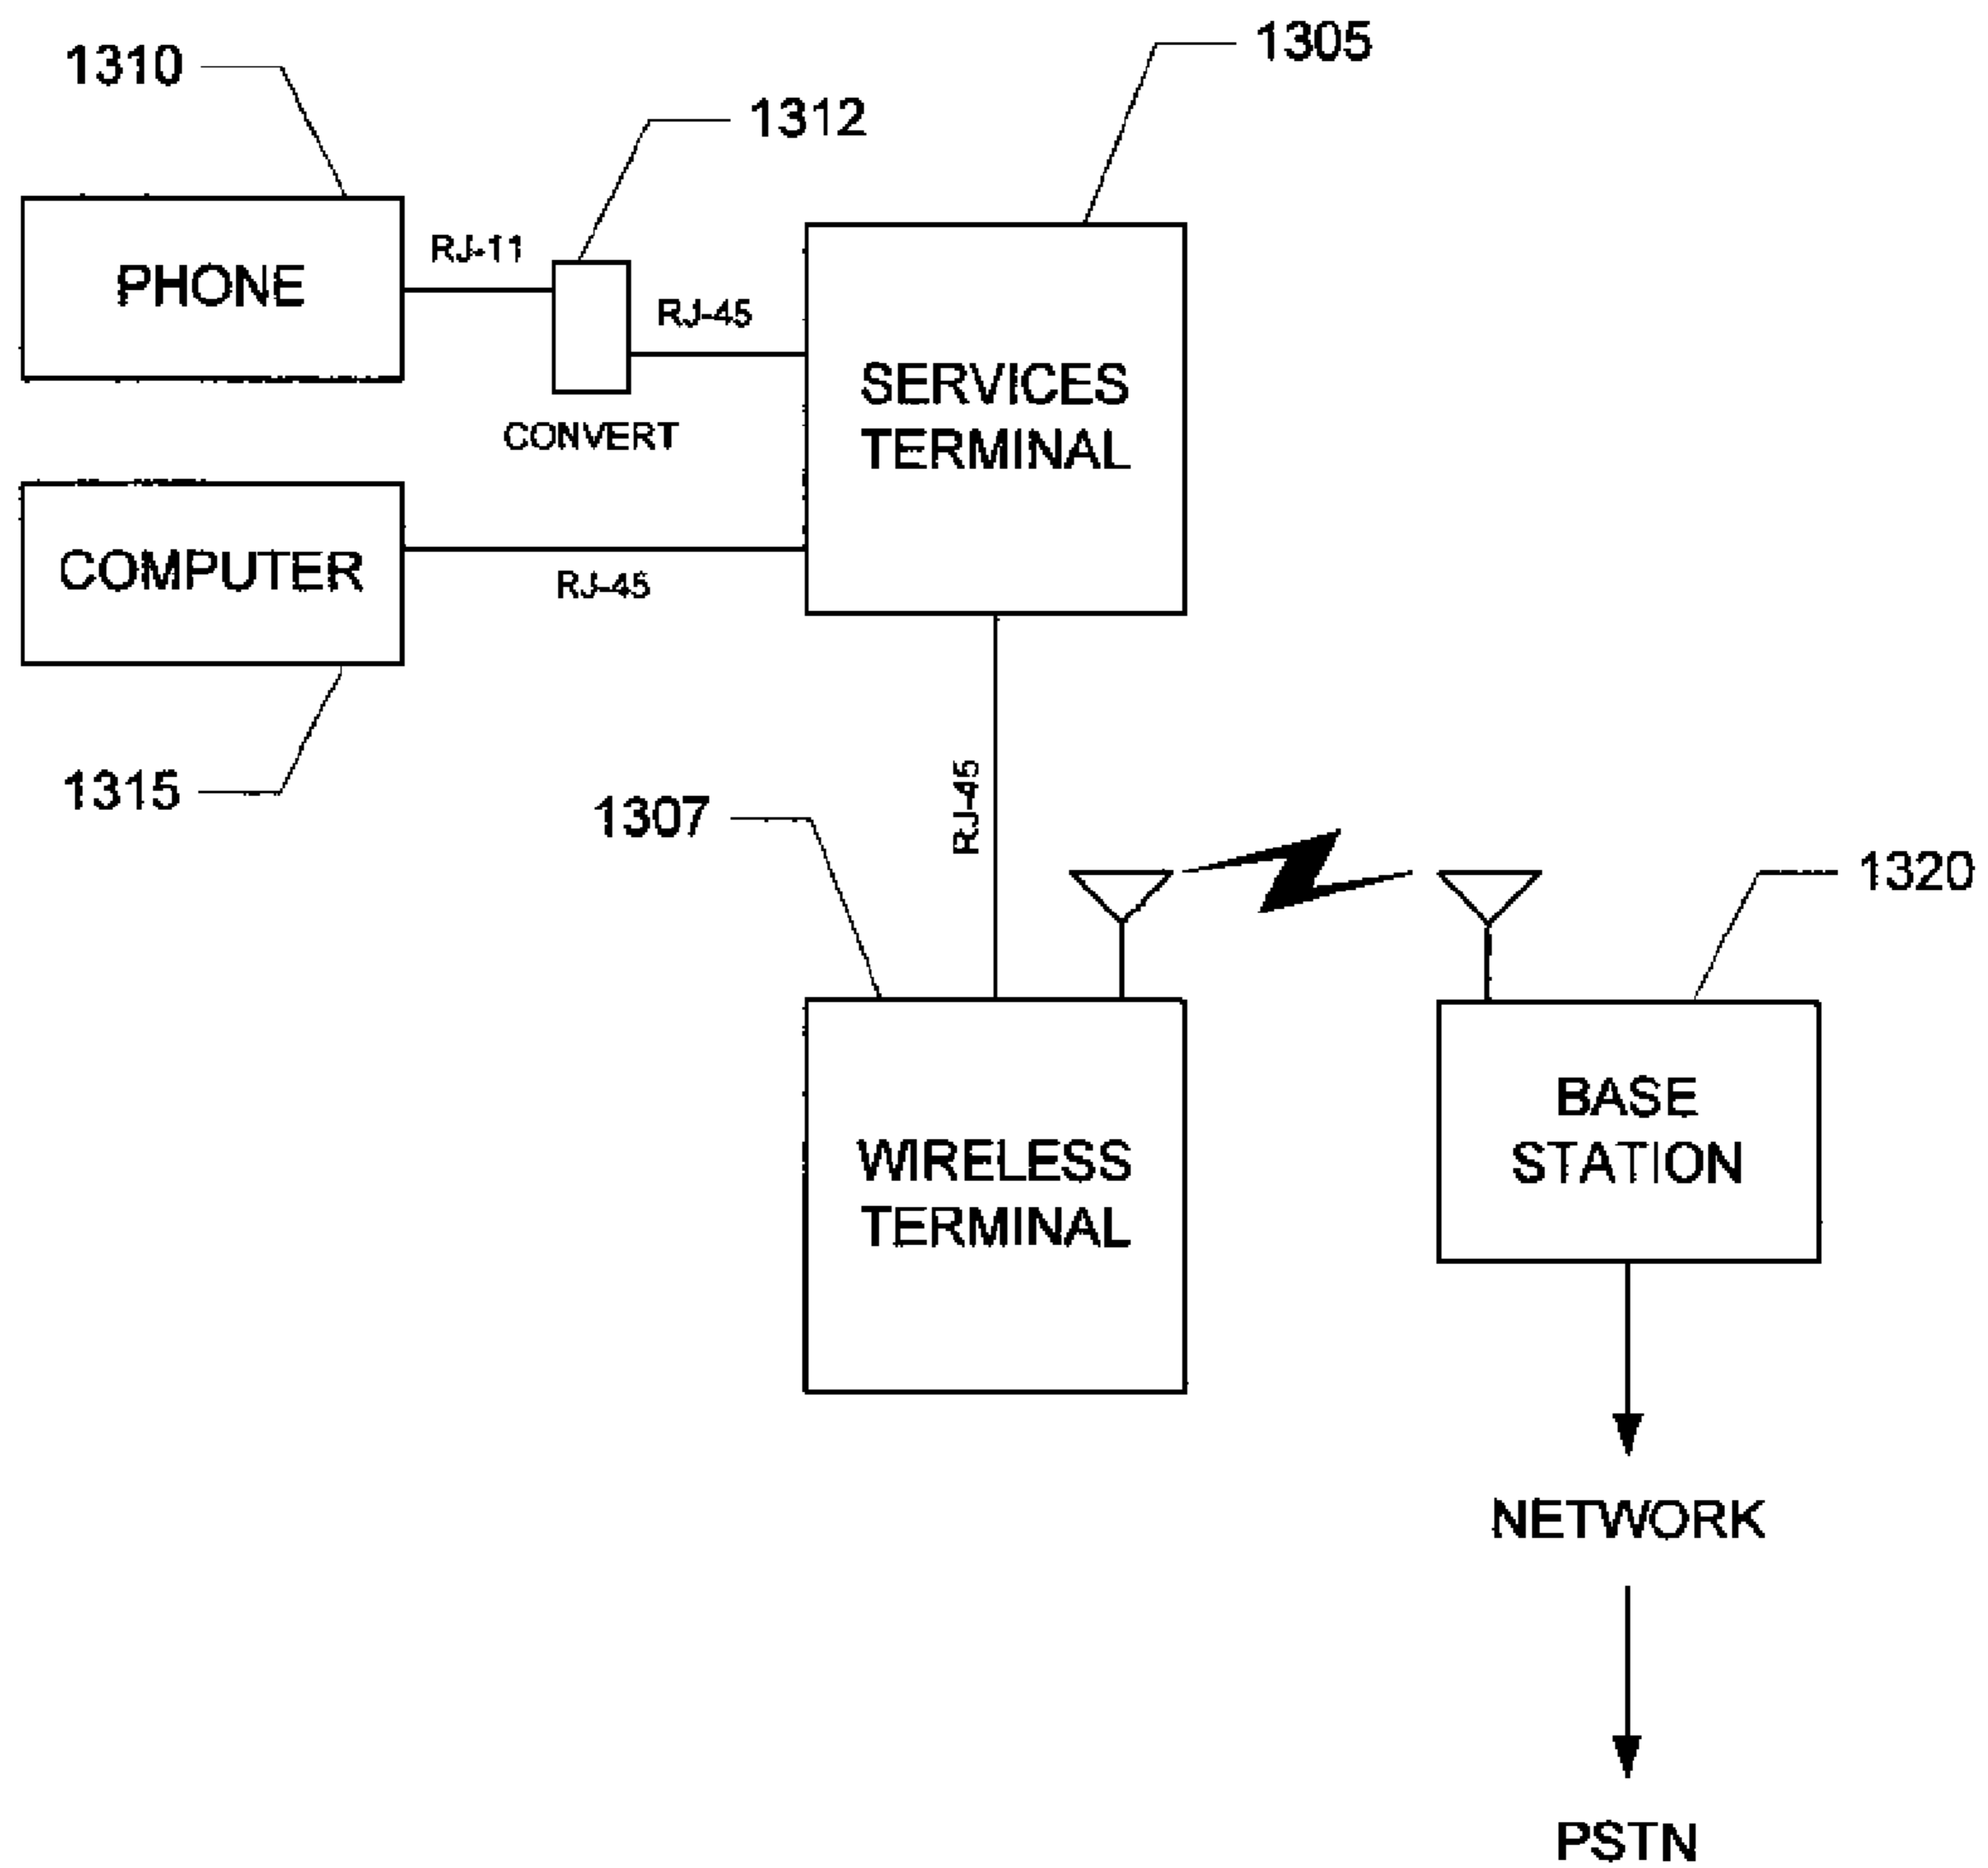 1310
1305
1312
PHONE
RJ-11
RJ-45
SERVICES
TERMINAL
CONVERT
COMPUTER
RJ-45
1315
1307
RJ-45
1320
WIRELESS
TERMINAL
BASE
STATION
NETWORK
PSTN